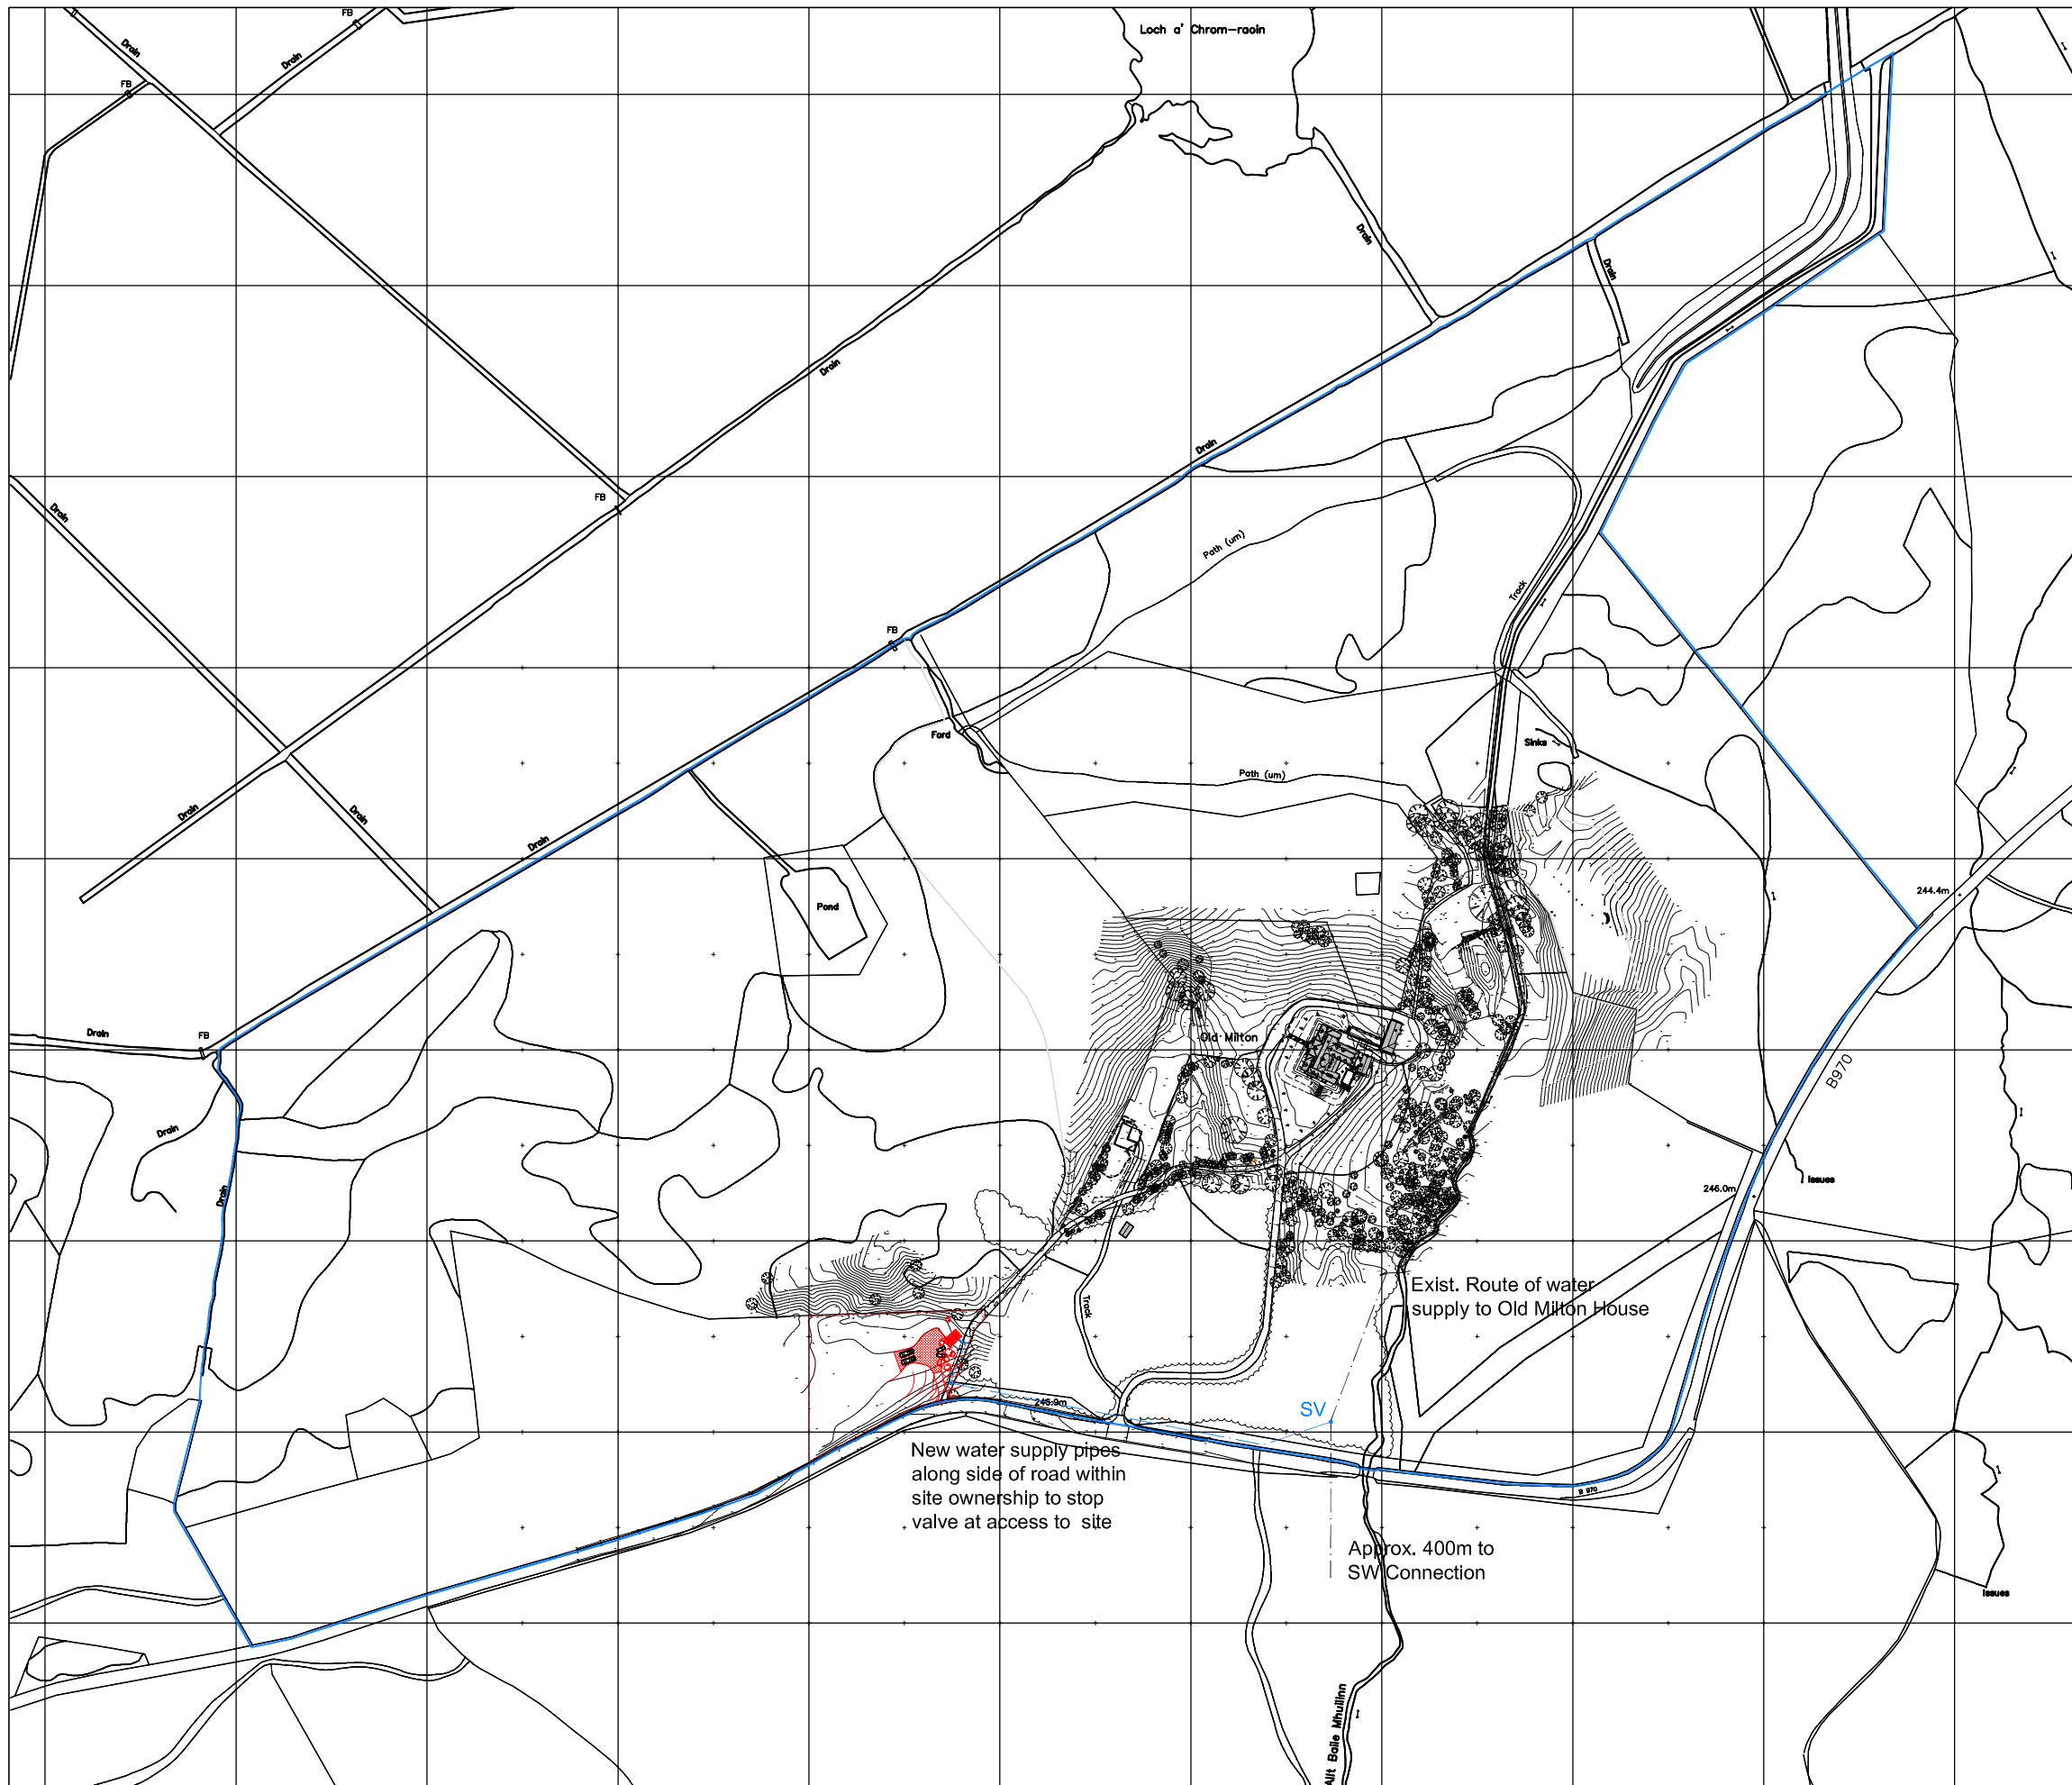 Loch a' Chrom-raoin
FB
Drain
Drain
FB
Drain
Drain
Drain
FB
Drain
Drain
Path (um)
Track
FB
Ford
Sinks
Path (um)
Drain
Drain
Drain
Pond
244.4m
Drain
FB
Old Milton
B970
Drain
Issues
Drain
246.0m
Exist. Route of water
supply to Old Milton House
Track
246.9m
SV
New water supply pipes
along side of road within
site ownership to stop
valve at access to site
B 970
Approx. 400m to
SW Connection
Issues
Allt Baile Mhuilinn